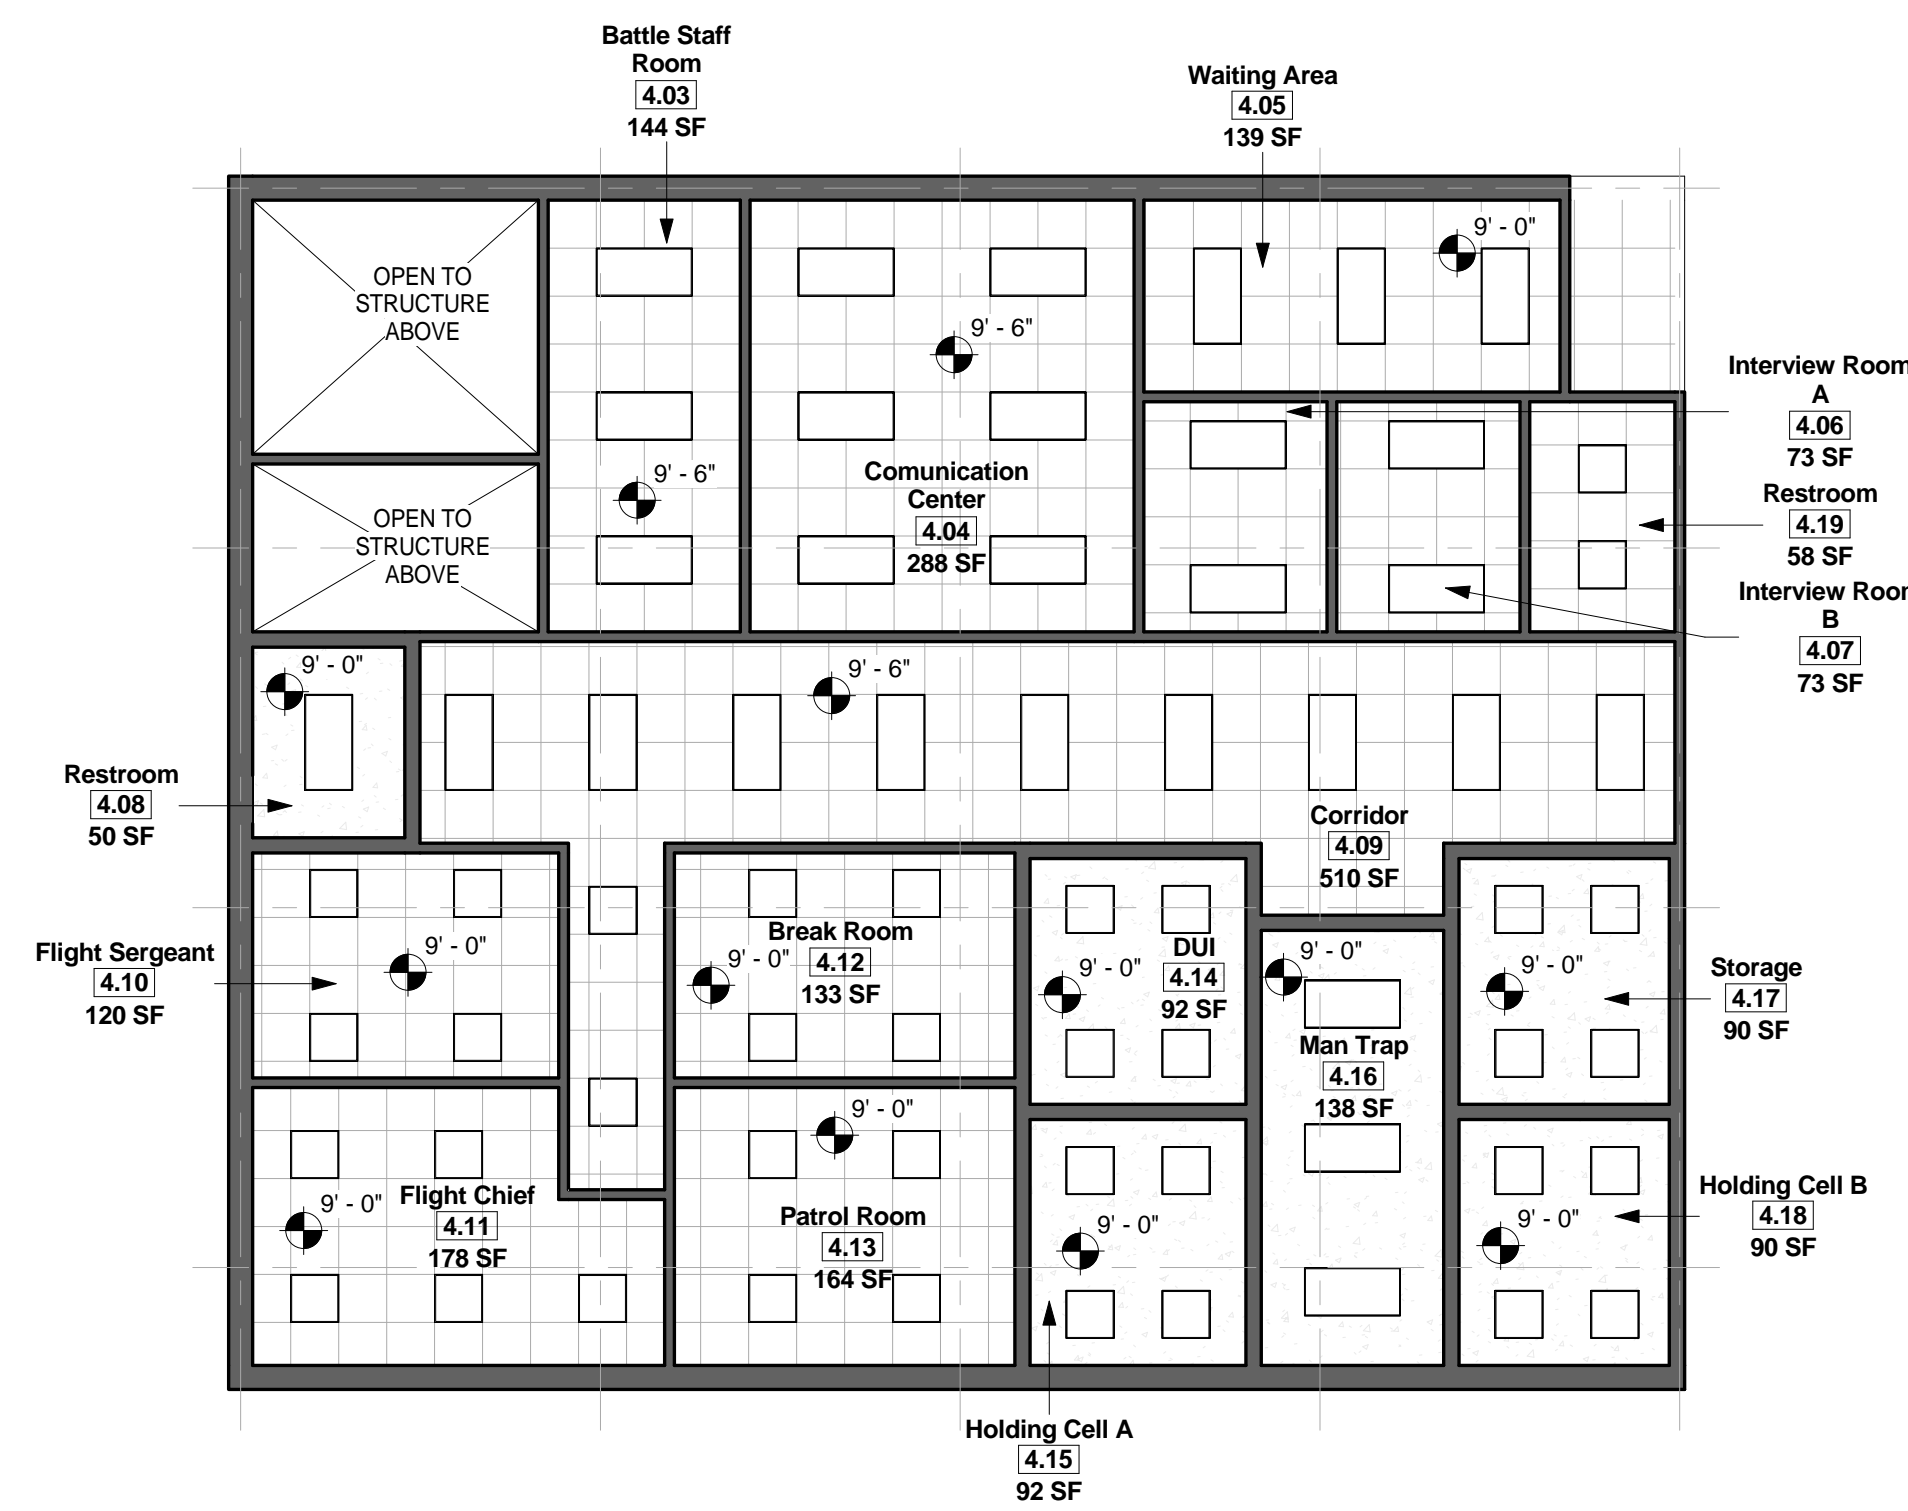 Battle Staff
Room
4.03
144 SF
Waiting Area
4.05
139 SF
9' - 0"
OPEN TO
STRUCTURE
ABOVE
9' - 6"
Comunication
Center
4.04
288 SF
9' - 6"
Interview Room
A
4.06
73 SF
Restroom
4.19
58 SF
Interview Room
B
4.07
73 SF
OPEN TO
STRUCTURE
ABOVE
9' - 0"
9' - 6"
Restroom
4.08
50 SF
Corridor
4.09
510 SF
Flight Sergeant
4.10
120 SF
9' - 0"
Break Room
4.12
133 SF
9' - 0"
9' - 0"
DUI
4.14
92 SF
9' - 0"
Man Trap
4.16
138 SF
9' - 0"
Storage
4.17
90 SF
9' - 0"
Flight Chief
4.11
178 SF
9' - 0"
Patrol Room
4.13
164 SF
9' - 0"
9' - 0"
Holding Cell B
4.18
90 SF
Holding Cell A
4.15
92 SF